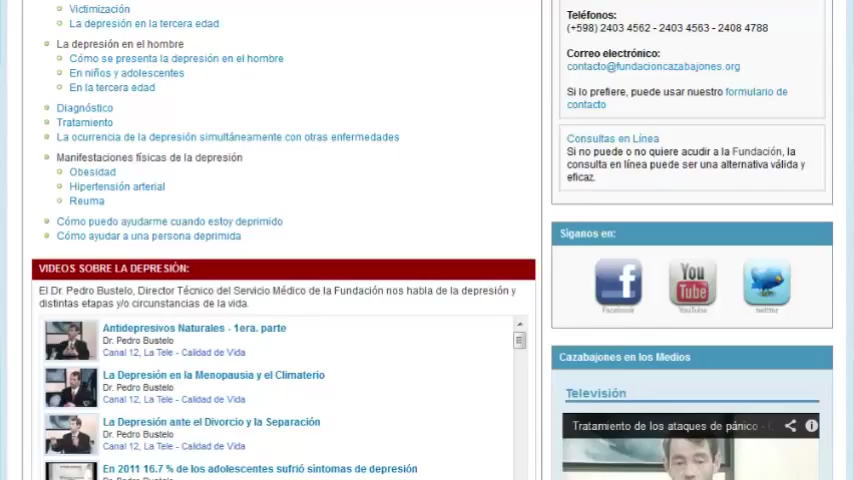 Victimización
La depresión en la tercera edad
La depresión en el hombre
Cómo se presenta la depresión en el hombre
En niños y adolescentes
En la tercera edad
Diagnóstico
Tratamiento
La ocurrencia de la depresión simultáneamente con otras enfermedades
Manifestaciones físicas de la depresión
Obesidad
Hipertensión arterial
Reuma
Cómo puedo ayudarme cuando estoy deprimido
Cómo ayudar a una persona deprimida
VIDEOS SOBRE LA DEPRESIÓN:
El Dr. Pedro Bustelo, Director Técnico del Servicio Médico de la Fundación nos habla de la depresión y
distintas etapas y/o circunstancias de la vida.
Antidepresivos Naturales - 1era. parte
Dr. Pedro Bustelo
Canal 12, La Tele - Calidad de Vida
La Depresión en la Menopausia y el Climaterio
Dr. Pedro Bustelo
Canal 12, La Tele - Calidad de Vida
La Depresión ante el Divorcio y la Separación
Dr. Pedro Bustelo
Canal 12, La Tele - Calidad de Vida
En 2011 16.7 % de los adolescentes sufrió sintomas de depresión
Teléfonos:
(+598) 2403 4562 - 2403 4563 - 2408 4788
Correo electrónico:
contacto@fundacioncazabajones.org
Si lo prefiere, puede usar nuestro formulario de
contacto
Consultas en Línea
Si no puede o no quiere acudir a la Fundación, la
consulta en línea puede ser una alternativa válida y
eficaz.
Síganos en:
You
Tube
Facebook
YouTube
twitter
Cazabajones en los Medios
Televisión
Tratamiento de los ataques de pánico -